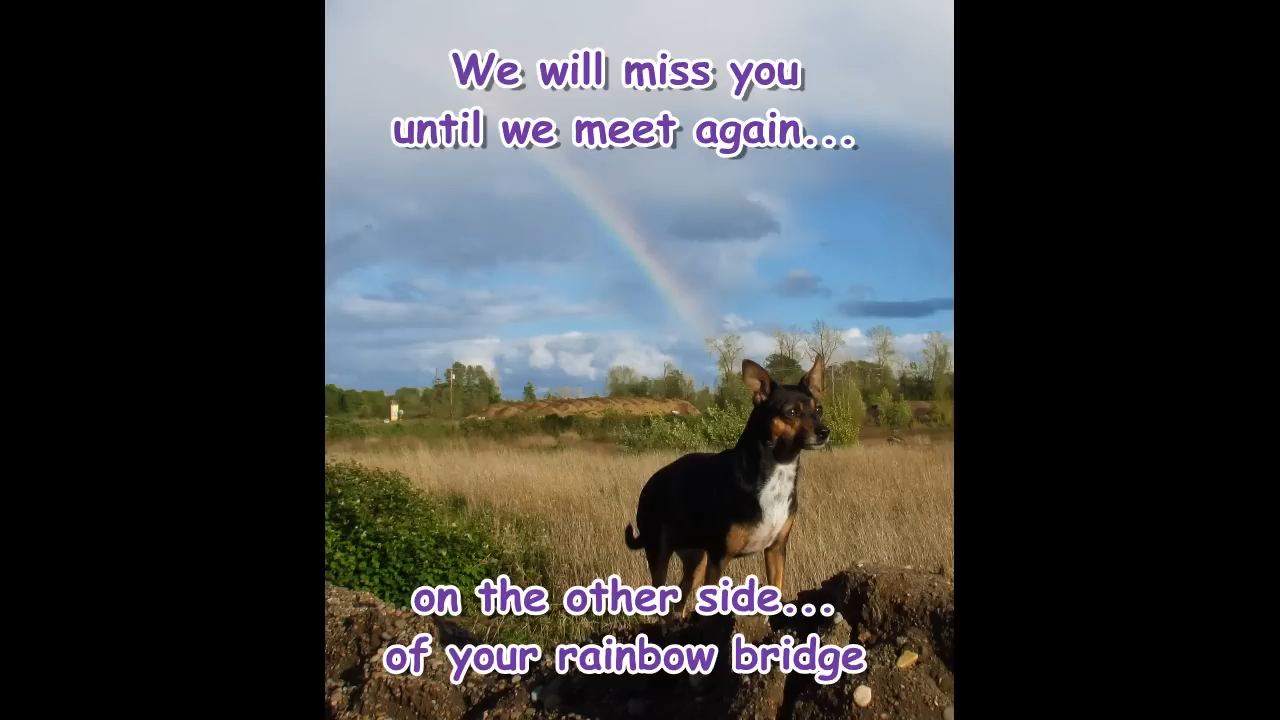 We will miss you
until we meet again...
on the other side...
of your rainbow bridge